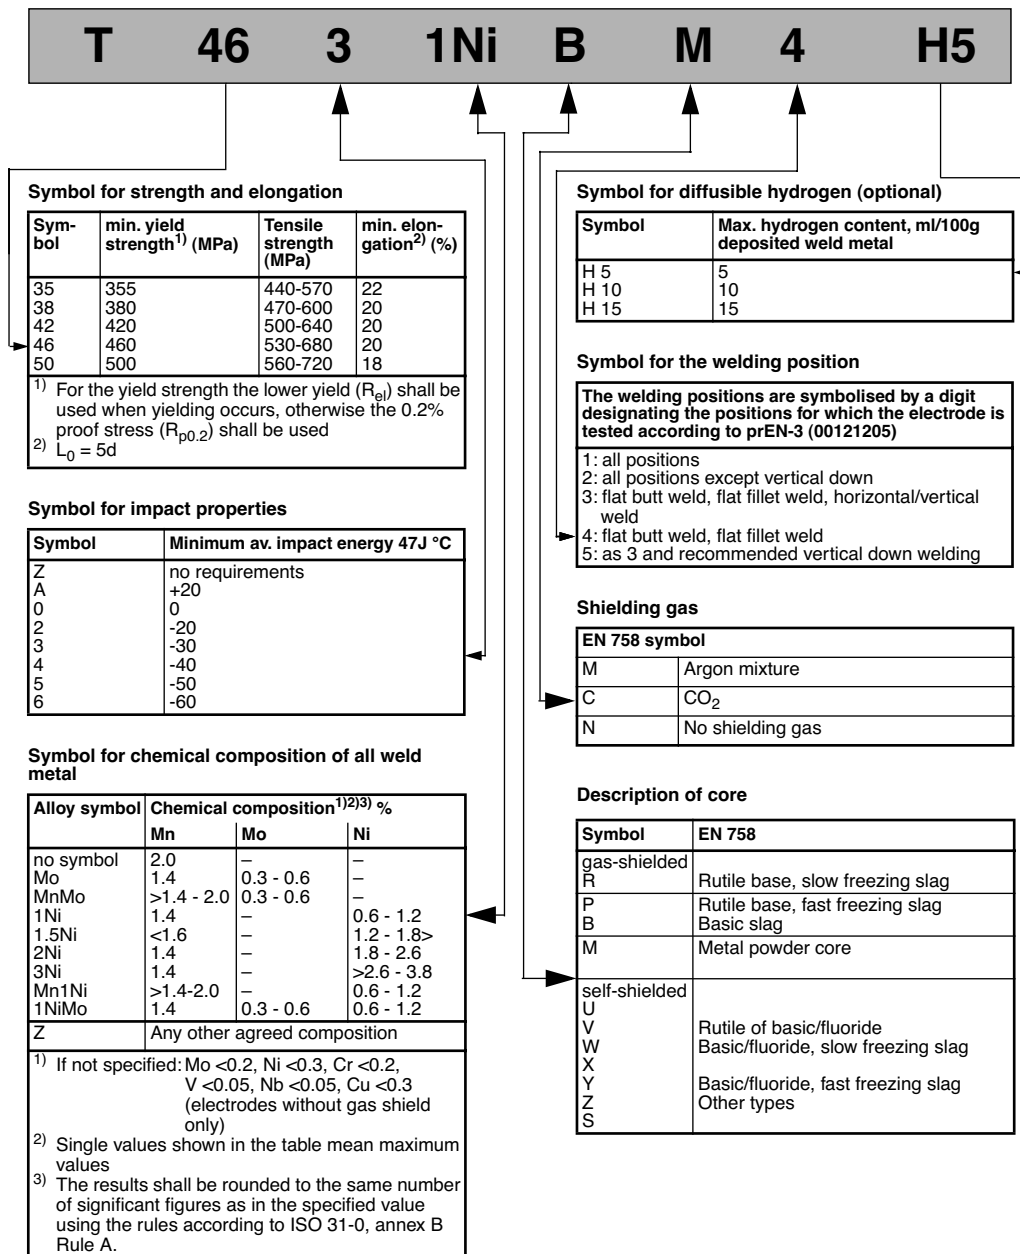 T 46 3 1Ni B M 4 H5
Symbol for strength and elongation
Sym- min. yield Tensile min. elon-
bol strength1) (MPa) strength gation2) (%)
(MPa)
35 355 440-570 22
38 380 470-600 20
42 420 500-640 20
46 460 530-680 20
50 500 560-720 18
1) For the yield strength the lower yield (Rel) shall be
used when yielding occurs, otherwise the 0.2%
proof stress (Rp0.2) shall be used
2) L0 = 5d
Symbol for impact properties
Symbol Minimum av. impact energy 47J °C
Z no requirements
A +20
0 0
2 -20
3 -30
4 -40
5 -50
6 -60
Symbol for chemical composition of all weld
metal
Alloy symbol Chemical composition1)2)3) %
Mn Mo Ni
no symbol 2.0 – –
Mo 1.4 0.3 - 0.6 –
MnMo >1.4 - 2.0 0.3 - 0.6 –
1Ni 1.4 – 0.6 - 1.2
1.5Ni <1.6 – 1.2 - 1.8>
2Ni 1.4 – 1.8 - 2.6
3Ni 1.4 – >2.6 - 3.8
Mn1Ni >1.4-2.0 – 0.6 - 1.2
1NiMo 1.4 0.3 - 0.6 0.6 - 1.2
Z Any other agreed composition
1) If not specified: Mo <0.2, Ni <0.3, Cr <0.2,
V <0.05, Nb <0.05, Cu <0.3
(electrodes without gas shield
only)
2) Single values shown in the table mean maximum
values
3) The results shall be rounded to the same number
of significant figures as in the specified value
using the rules according to ISO 31-0, annex B
Rule A.
Symbol for diffusible hydrogen (optional)
Symbol Max. hydrogen content, ml/100g
deposited weld metal
H 5 5
H 10 10
H 15 15
Symbol for the welding position
The welding positions are symbolised by a digit
designating the positions for which the electrode is
tested according to prEN-3 (00121205)
1: all positions
2: all positions except vertical down
3: flat butt weld, flat fillet weld, horizontal/vertical
weld
4: flat butt weld, flat fillet weld
5: as 3 and recommended vertical down welding
Shielding gas
EN 758 symbol
M Argon mixture
C CO2
N No shielding gas
Description of core
Symbol EN 758
gas-shielded
R Rutile base, slow freezing slag
P Rutile base, fast freezing slag
B Basic slag
M Metal powder core
self-shielded
U
V Rutile of basic/fluoride
W Basic/fluoride, slow freezing slag
X
Y Basic/fluoride, fast freezing slag
Z Other types
S